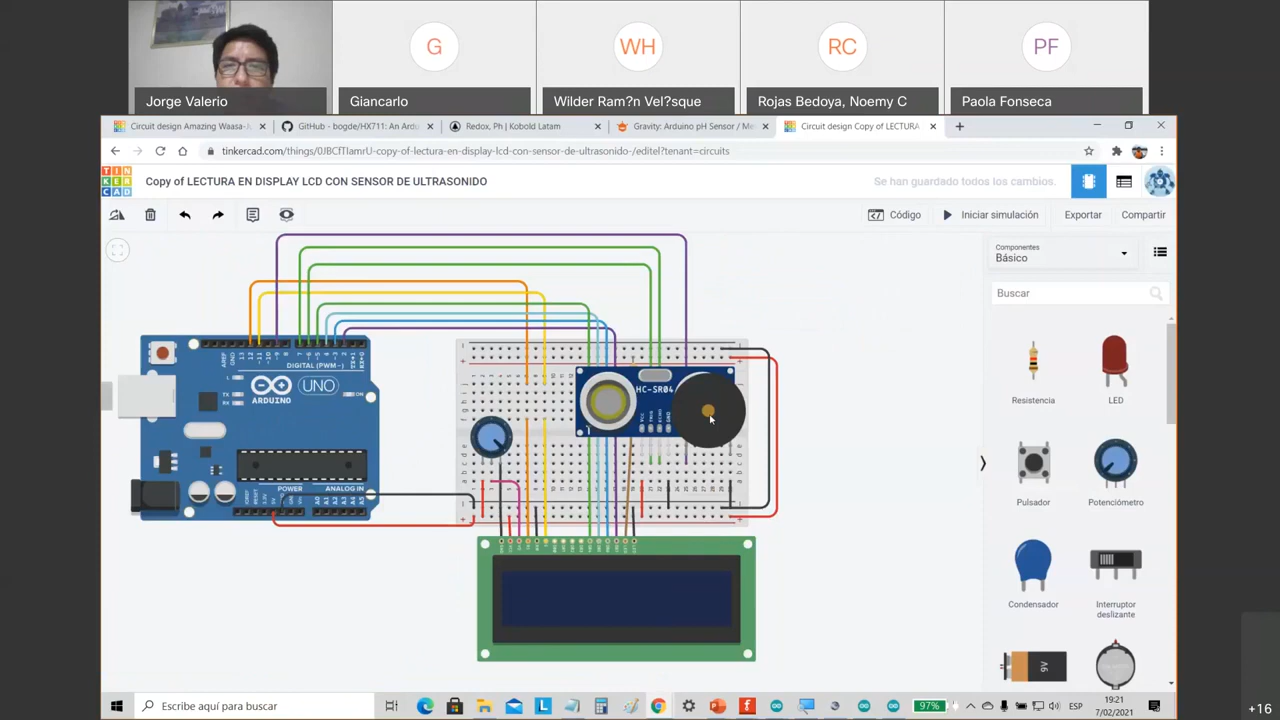 G
WH
RC
PF
Jorge Valerio
Giancarlo
Wilder Ram?n Vel?sque
Rojas Bedoya, Noemy C
Paola Fonseca
Circuit design Amazing Waasa-J
GitHub - bogde/HX711: An Ardu
Redox, Ph | Kobold Latam
Gravity: Arduino pH Sensor / Me
Circuit design Copy of LECTURA
tinkercad.com/things/0JBCfTIamrU-copy-of-lectura-en-display-lcd-con-sensor-de-ultrasonido-/editel?tenant=circuits
TIN
KER
CAD
Copy of LECTURA EN DISPLAY LCD CON SENSOR DE ULTRASONIDO
Se han guardado todos los cambios.
Código
Iniciar simulación
Exportar
Compartir
Componentes
Básico
Buscar
Resistencia
LED
Pulsador
Potenciómetro
Condensador
Interruptor
deslizante
9V
DIGITAL (PWM~)
UNO
ARDUINO
ON
TX
RX
L
POWER
ANALOG IN
HC-SR04
Escribe aquí para buscar
97%
ESP
19:21
7/02/2021
+16